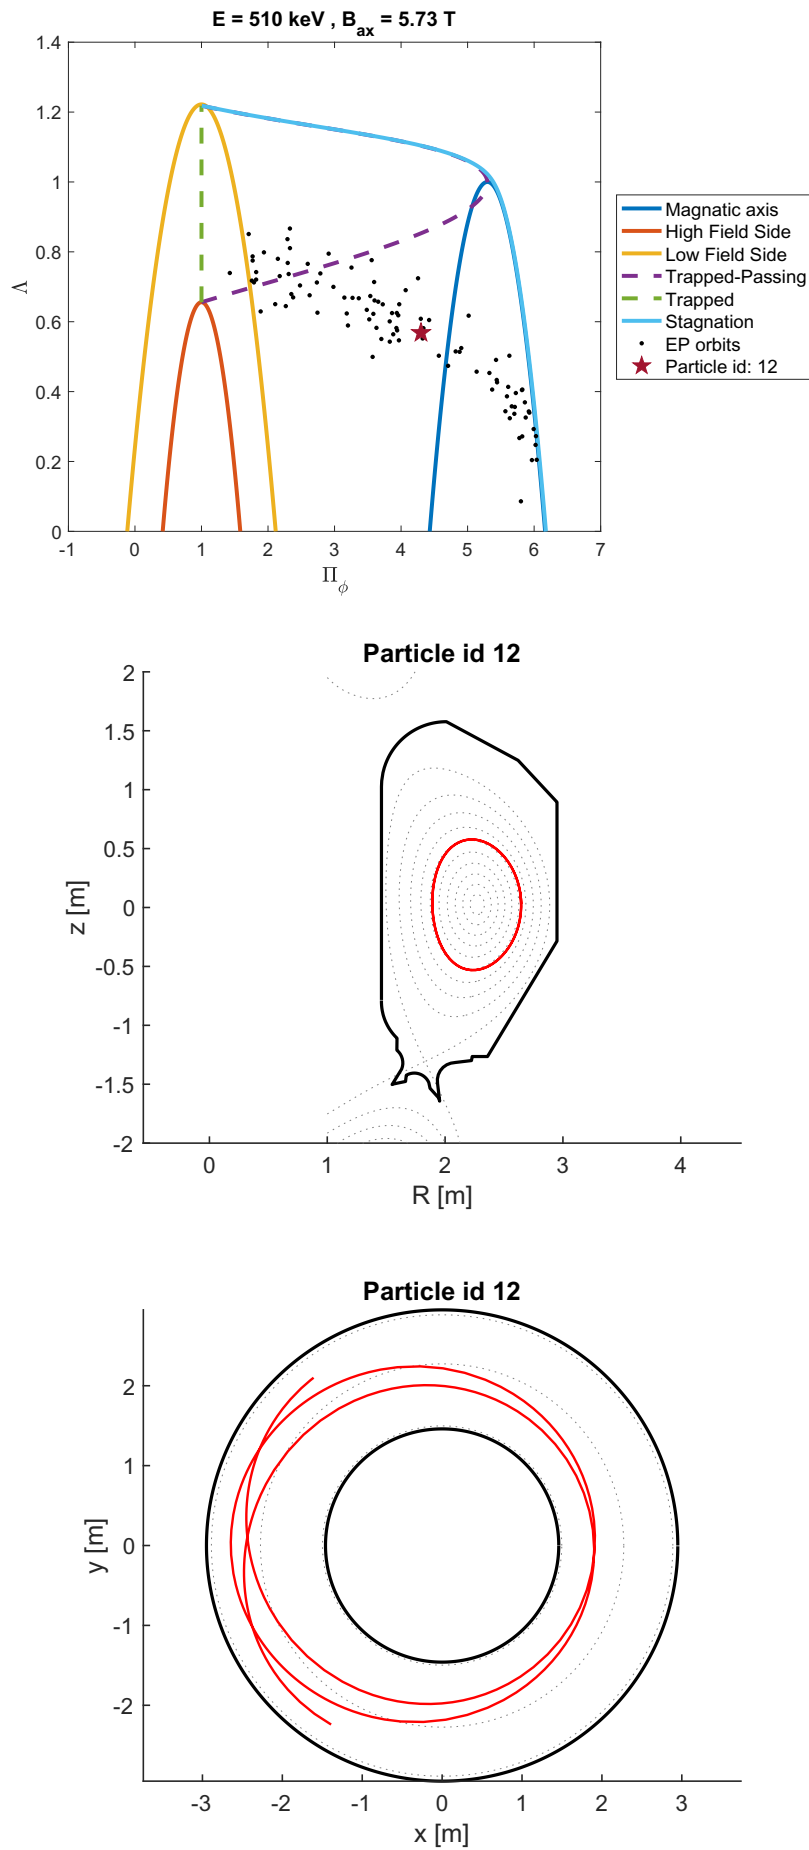 E = 510 keV , B_ax = 5.73 T
1.4
1.2
1
0.8
0.6
0.4
0.2
0
Λ
-1 0 1 2 3 4 5 6 7
Π_ϕ
Magnatic axis
High Field Side
Low Field Side
Trapped-Passing
Trapped
Stagnation
EP orbits
Particle id: 12
Particle id 12
2
1.5
1
0.5
0
-0.5
-1
-1.5
-2
z [m]
0 1 2 3 4
R [m]
Particle id 12
2
1
0
-1
-2
y [m]
-3 -2 -1 0 1 2 3
x [m]